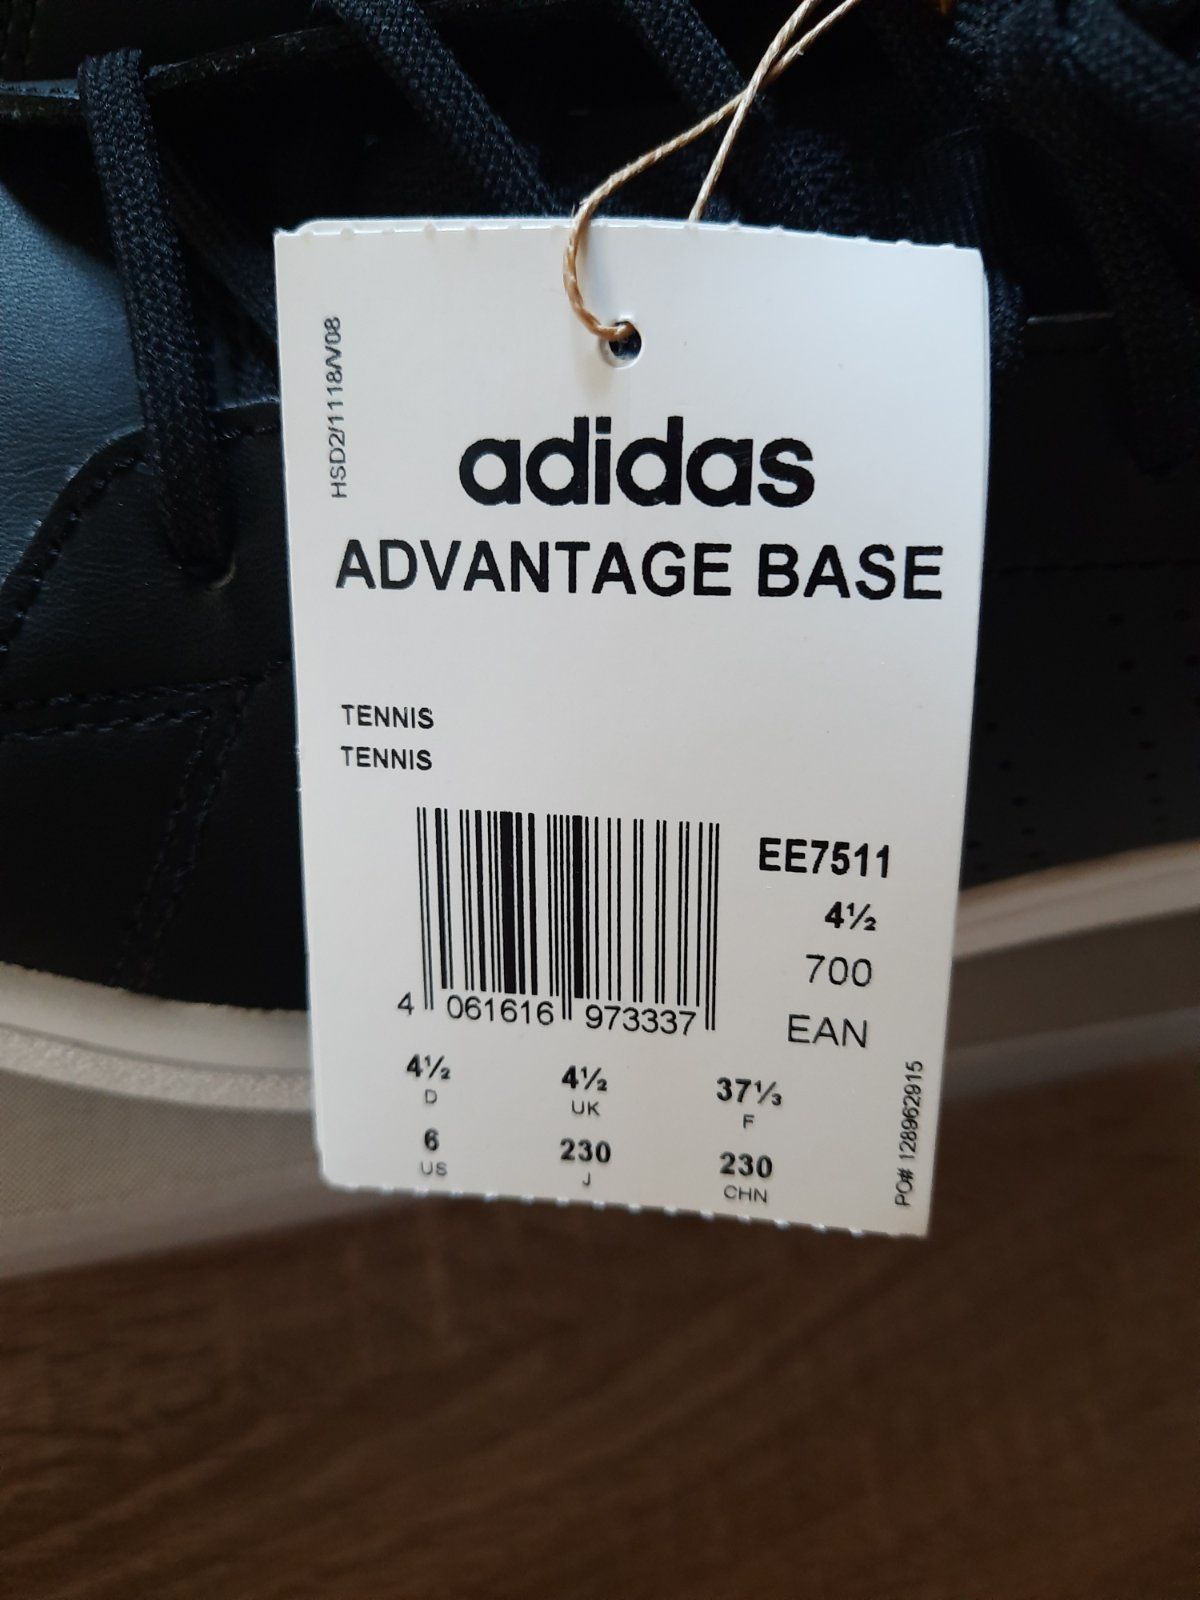 HSD2/1118/V08
adidas
ADVANTAGE BASE
TENNIS
TENNIS
EE7511
4½
700
EAN
4 061616 973337
4½ 4½ 37⅓
D UK F
6 230 230
US J CHN
PO# 128962915